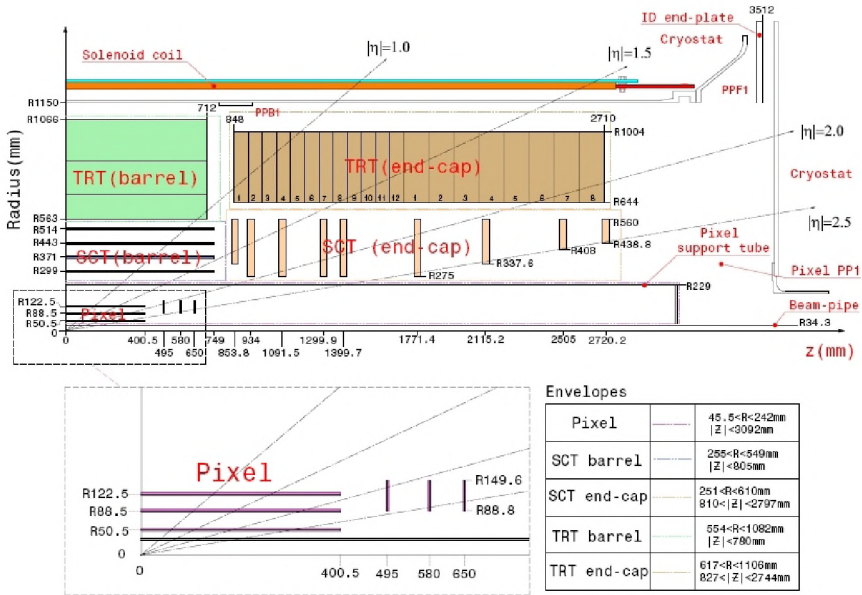 3512
ID end-plate
Cryostat
|η|=1.0
|η|=1.5
Solenoid coil
PPF1
R1150
712
PPB1
848
2710
R1066
R1004
|η|=2.0
TRT(barrel)
TRT(end-cap)
Radius(mm)
Cryostat
1 2 3 4 5 6 7 8 9 10 11 12 1 2 3 4 5 6 7 8
R644
R563
R560
R514
|η|=2.5
R443
SCT (end-cap)
R438.8
Pixel
support tube
R408
R371
SCT(barrel)
R337.6
Pixel PP1
R299
R275
R229
R122.5
Beam-pipe
R88.5
Pixel
R50.5
R34.3
0
0
400.5
580
749
934
1299.9
1771.4
2115.2
2505
2720.2
z(mm)
495
650
853.8
1091.5
1399.7
Envelopes
Pixel
45.5<R<242mm
|Z|<3092mm
SCT barrel
255<R<549mm
|Z|<805mm
SCT end-cap
251<R<610mm
810<|Z|<2797mm
TRT barrel
554<R<1082mm
|Z|<780mm
TRT end-cap
617<R<1106mm
827<|Z|<2744mm
Pixel
R149.6
R122.5
R88.5
R88.8
R50.5
0
0
400.5
495
580
650